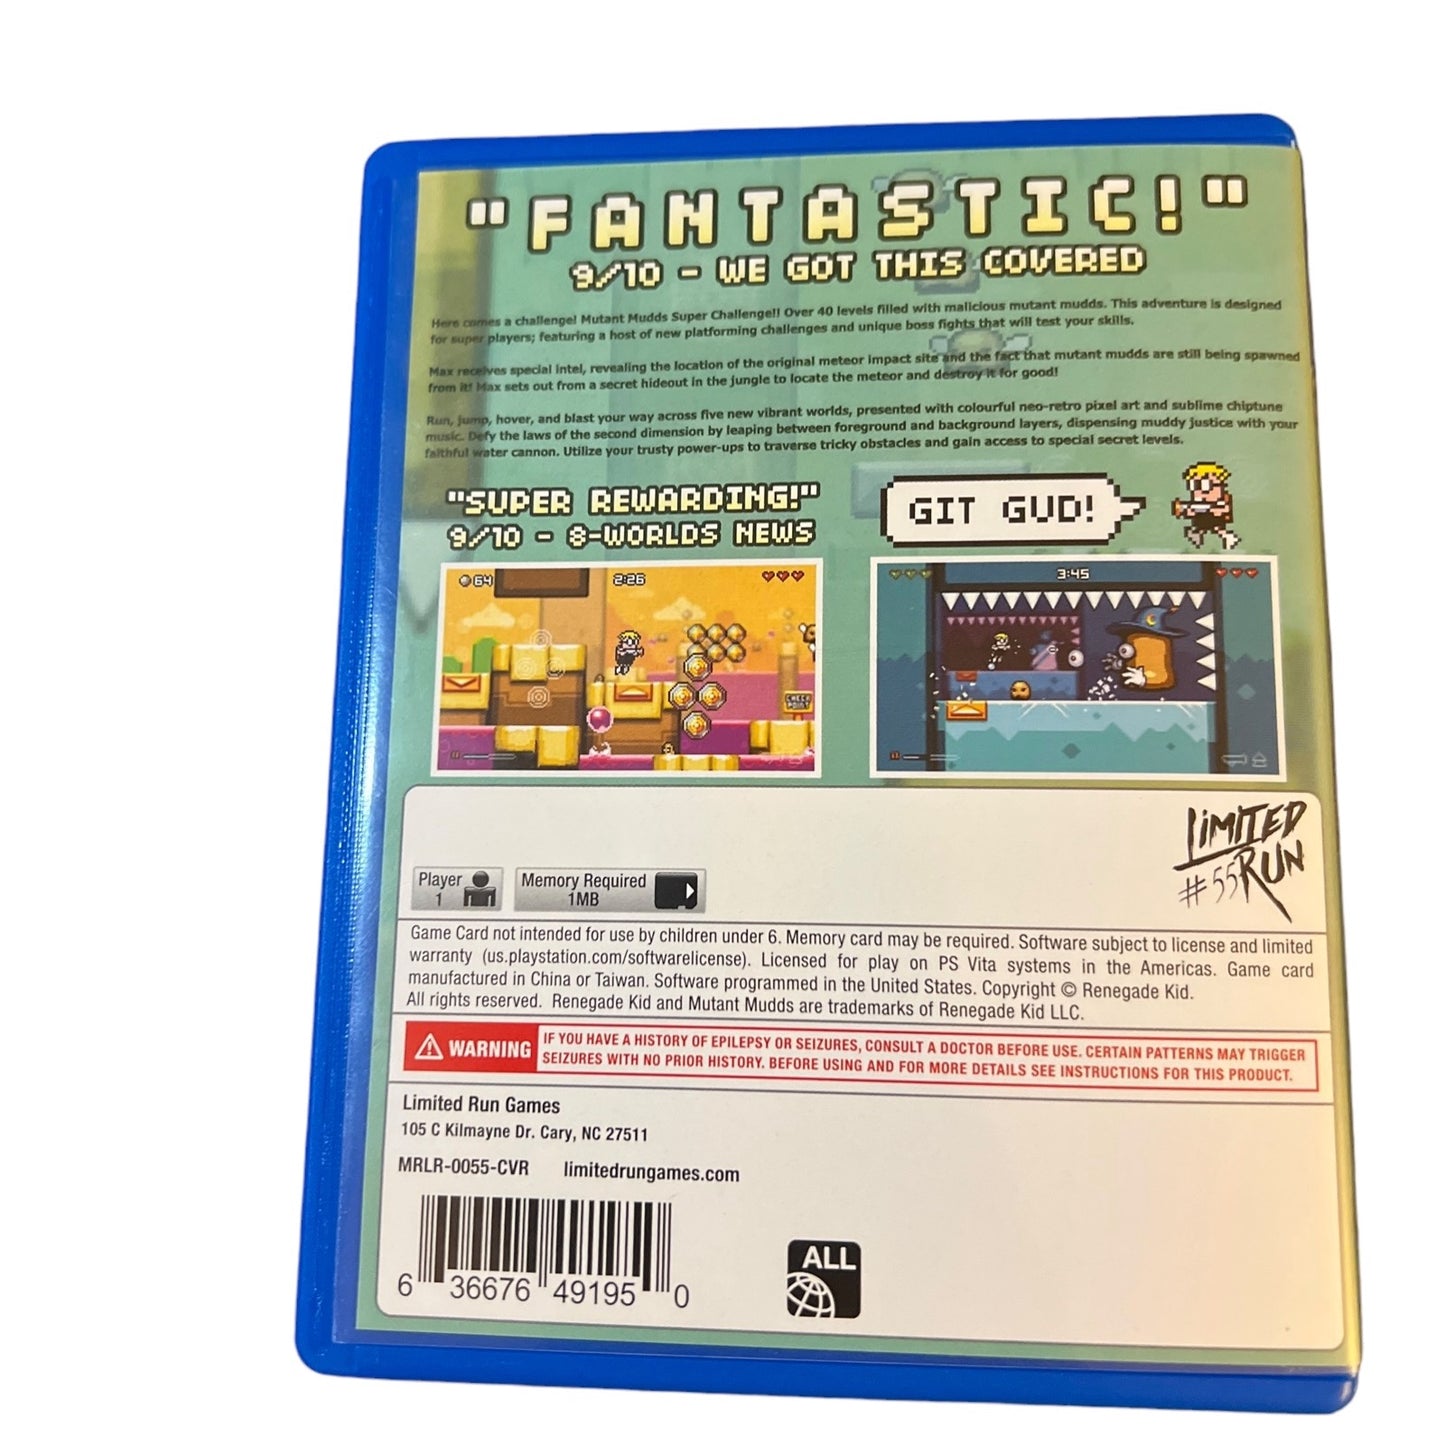 "FANTASTIC!"
9/10 - WE GOT THIS COVERED
Here comes a challenge! Mutant Mudds Super Challenge!! Over 40 levels filled with malicious mutant mudds. This adventure is designed
for super players; featuring a host of new platforming challenges and unique boss fights that will test your skills.
Max receives special intel, revealing the location of the original meteor impact site and the fact that mutant mudds are still being spawned
from it! Max sets out from a secret hideout in the jungle to locate the meteor and destroy it for good!
Run, jump, hover, and blast your way across five new vibrant worlds, presented with colourful neo-retro pixel art and sublime chiptune
music. Defy the laws of the second dimension by leaping between foreground and background layers, dispensing muddy justice with your
faithful water cannon. Utilize your trusty power-ups to traverse tricky obstacles and gain access to special secret levels.
"SUPER REWARDING!"
9/10 - 8-WORLDS NEWS
GIT GUD!
64
2:26
CHECK
POINT
3:45
LIMITED
RUN
#55
Player
1
Memory Required
1MB
Game Card not intended for use by children under 6. Memory card may be required. Software subject to license and limited
warranty (us.playstation.com/softwarelicense). Licensed for play on PS Vita systems in the Americas. Game card
manufactured in China or Taiwan. Software programmed in the United States. Copyright © Renegade Kid.
All rights reserved. Renegade Kid and Mutant Mudds are trademarks of Renegade Kid LLC.
WARNING
IF YOU HAVE A HISTORY OF EPILEPSY OR SEIZURES, CONSULT A DOCTOR BEFORE USE. CERTAIN PATTERNS MAY TRIGGER
SEIZURES WITH NO PRIOR HISTORY. BEFORE USING AND FOR MORE DETAILS SEE INSTRUCTIONS FOR THIS PRODUCT.
Limited Run Games
105 C Kilmayne Dr. Cary, NC 27511
MRLR-0055-CVR limitedrungames.com
6 36676 49195 0
ALL